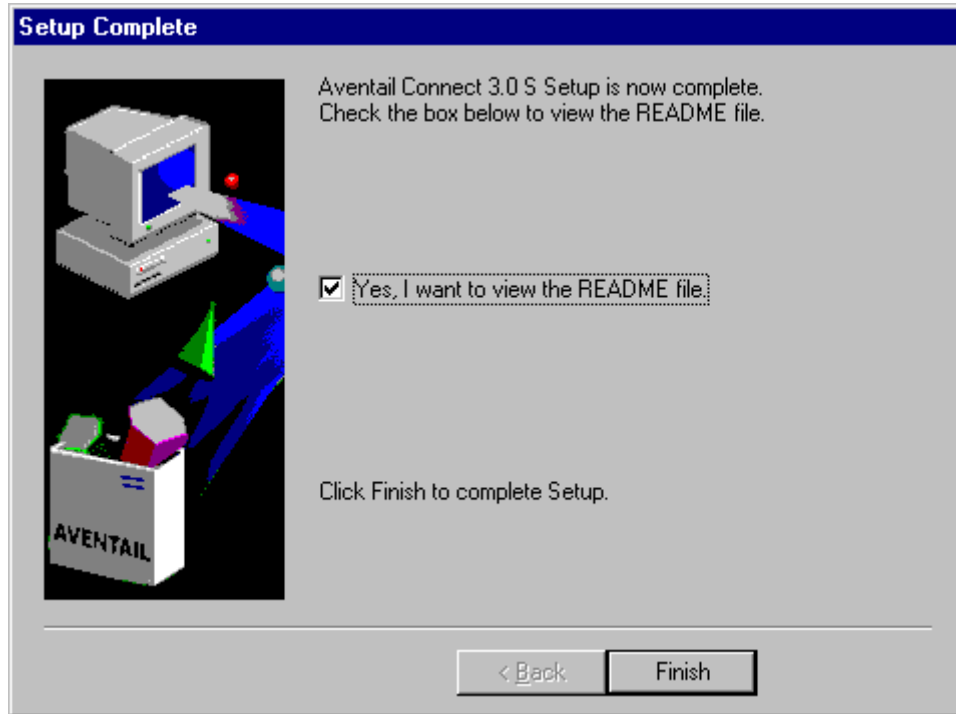 Setup Complete
Aventail Connect 3.0 S Setup is now complete.
Check the box below to view the README file.
Yes, I want to view the README file.
AVENTAIL
Click Finish to complete Setup.
< Back
Finish